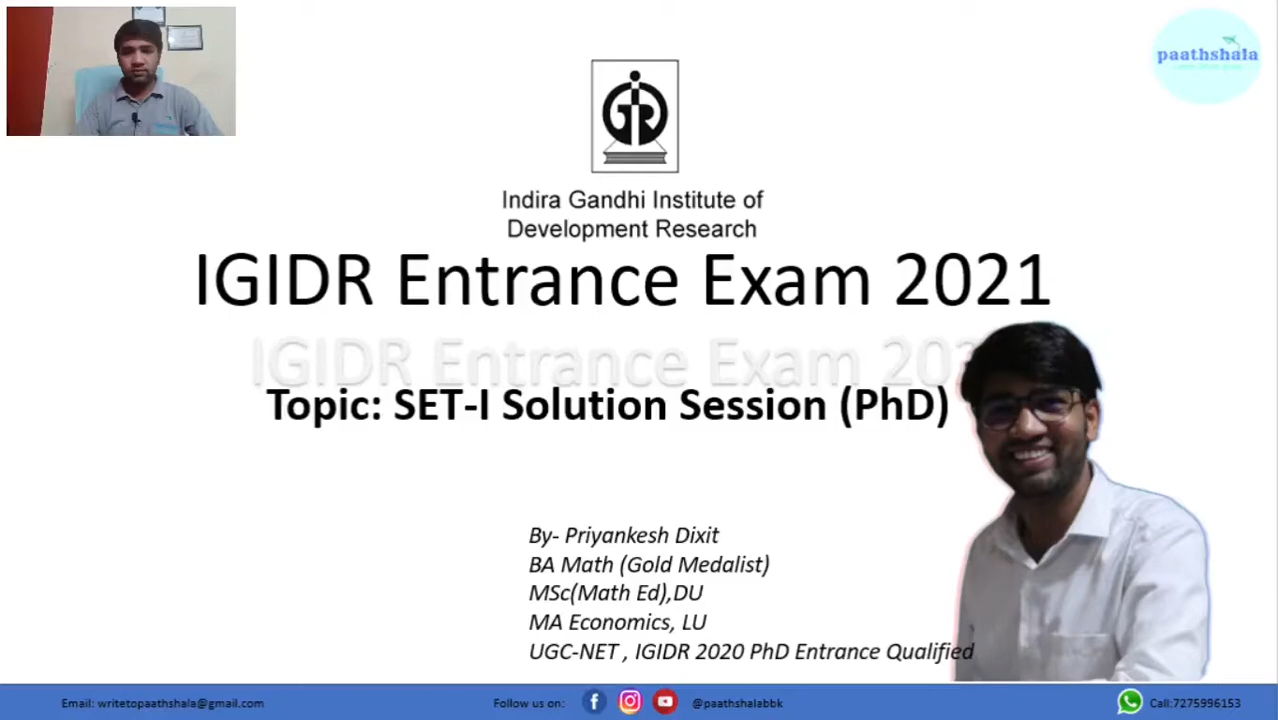 paathshala
Indira Gandhi Institute of
Development Research
IGIDR Entrance Exam 2021
Topic: SET-I Solution Session (PhD)
By- Priyankesh Dixit
BA Math (Gold Medalist)
MSc(Math Ed),DU
MA Economics, LU
UGC-NET , IGIDR 2020 PhD Entrance Qualified
Email: writetopaathshala@gmail.com
Follow us on:
@paathshalabbk
Call:7275996153